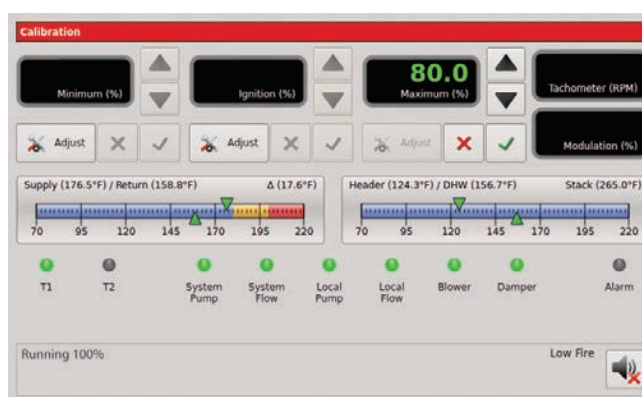 Calibration
80.0
Minimum (%) Ignition (%) Maximum (%) Tachometer (RPM)
Adjust Adjust Adjust Modulation (%)
Supply (176.5°F) / Return (158.8°F) Δ (17.6°F) Header (124.3°F) / DHW (156.7°F) Stack (265.0°F)
70 95 120 145 170 195 220 70 95 120 145 170 195 220
T1 T2 System Pump System Flow Local Pump Local Flow Blower Damper Alarm
Running 100% Low Fire